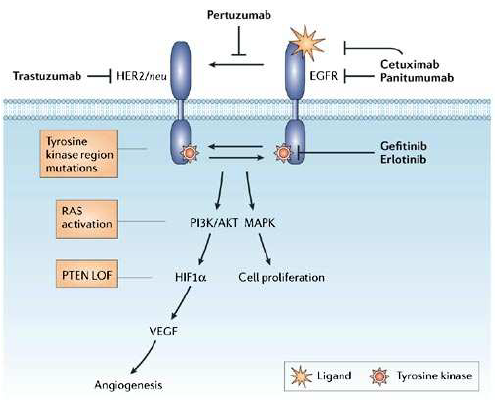 Pertuzumab
Trastuzumab
HER2/neu
EGFR
Cetuximab
Panitumumab
Tyrosine
kinase region
mutations
Gefitinib
Erlotinib
RAS
activation
PI3K/AKT MAPK
PTEN LOF
HIF1α
Cell proliferation
VEGF
Angiogenesis
Ligand
Tyrosine kinase